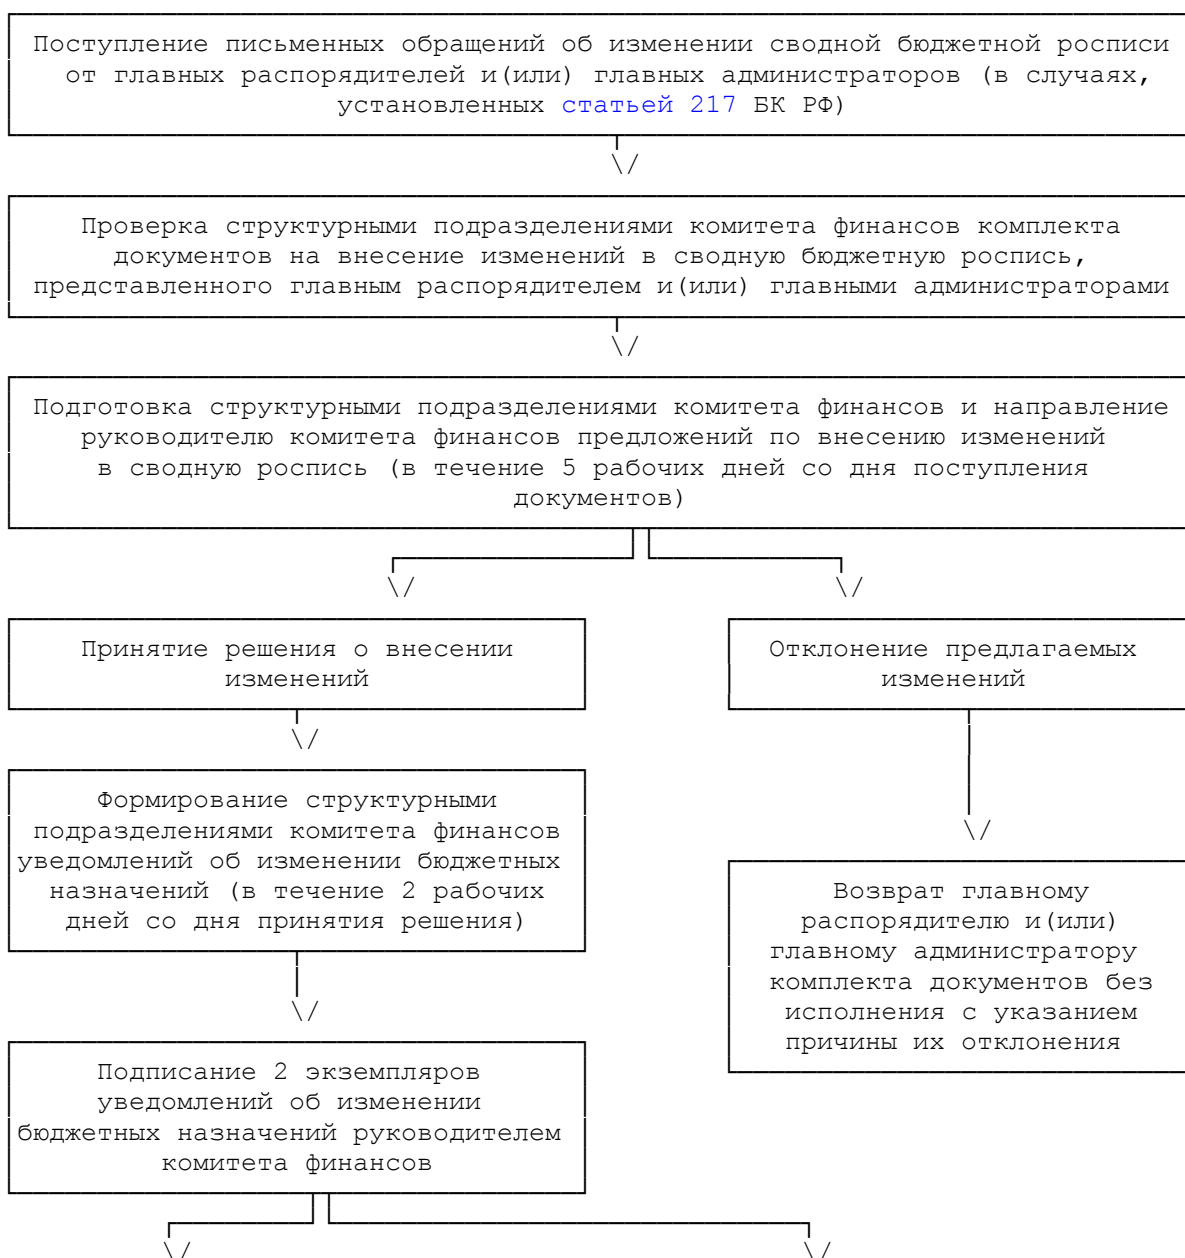 Поступление письменных обращений об изменении сводной бюджетной росписи
от главных распорядителей и(или) главных администраторов (в случаях,
установленных статьей 217 БК РФ)
Проверка структурными подразделениями комитета финансов комплекта
документов на внесение изменений в сводную бюджетную роспись,
представленного главным распорядителем и(или) главными администраторами
Подготовка структурными подразделениями комитета финансов и направление
руководителю комитета финансов предложений по внесению изменений
в сводную роспись (в течение 5 рабочих дней со дня поступления
документов)
Принятие решения о внесении
изменений
Отклонение предлагаемых
изменений
Формирование структурными
подразделениями комитета финансов
уведомлений об изменении бюджетных
назначений (в течение 2 рабочих
дней со дня принятия решения)
Возврат главному
распорядителю и(или)
главному администратору
комплекта документов без
исполнения с указанием
причины их отклонения
Подписание 2 экземпляров
уведомлений об изменении
бюджетных назначений руководителем
комитета финансов